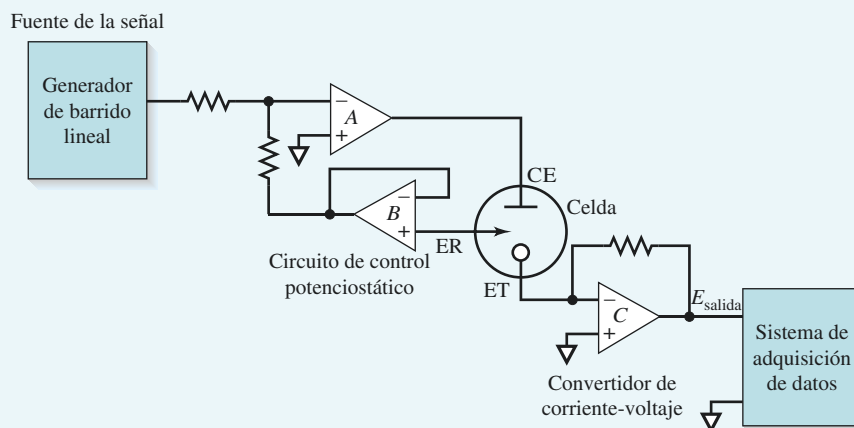 Fuente de la señal
Generador
de barrido
lineal
−
A
+
CE
−
B
+
ER
Celda
Circuito de control
potenciostático
ET
−
C
+
E salida
Convertidor de
corriente-voltaje
Sistema de
adquisición
de datos